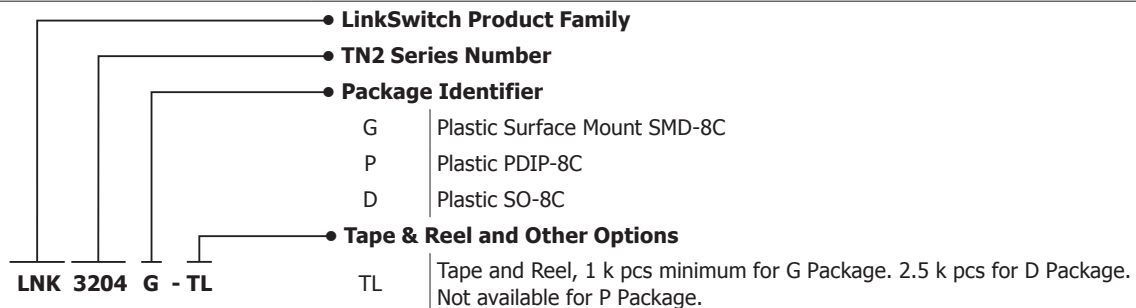 LinkSwitch Product Family
TN2 Series Number
Package Identifier
G Plastic Surface Mount SMD-8C
P Plastic PDIP-8C
D Plastic SO-8C
Tape & Reel and Other Options
LNK 3204 G - TL
TL Tape and Reel, 1 k pcs minimum for G Package. 2.5 k pcs for D Package.
Not available for P Package.